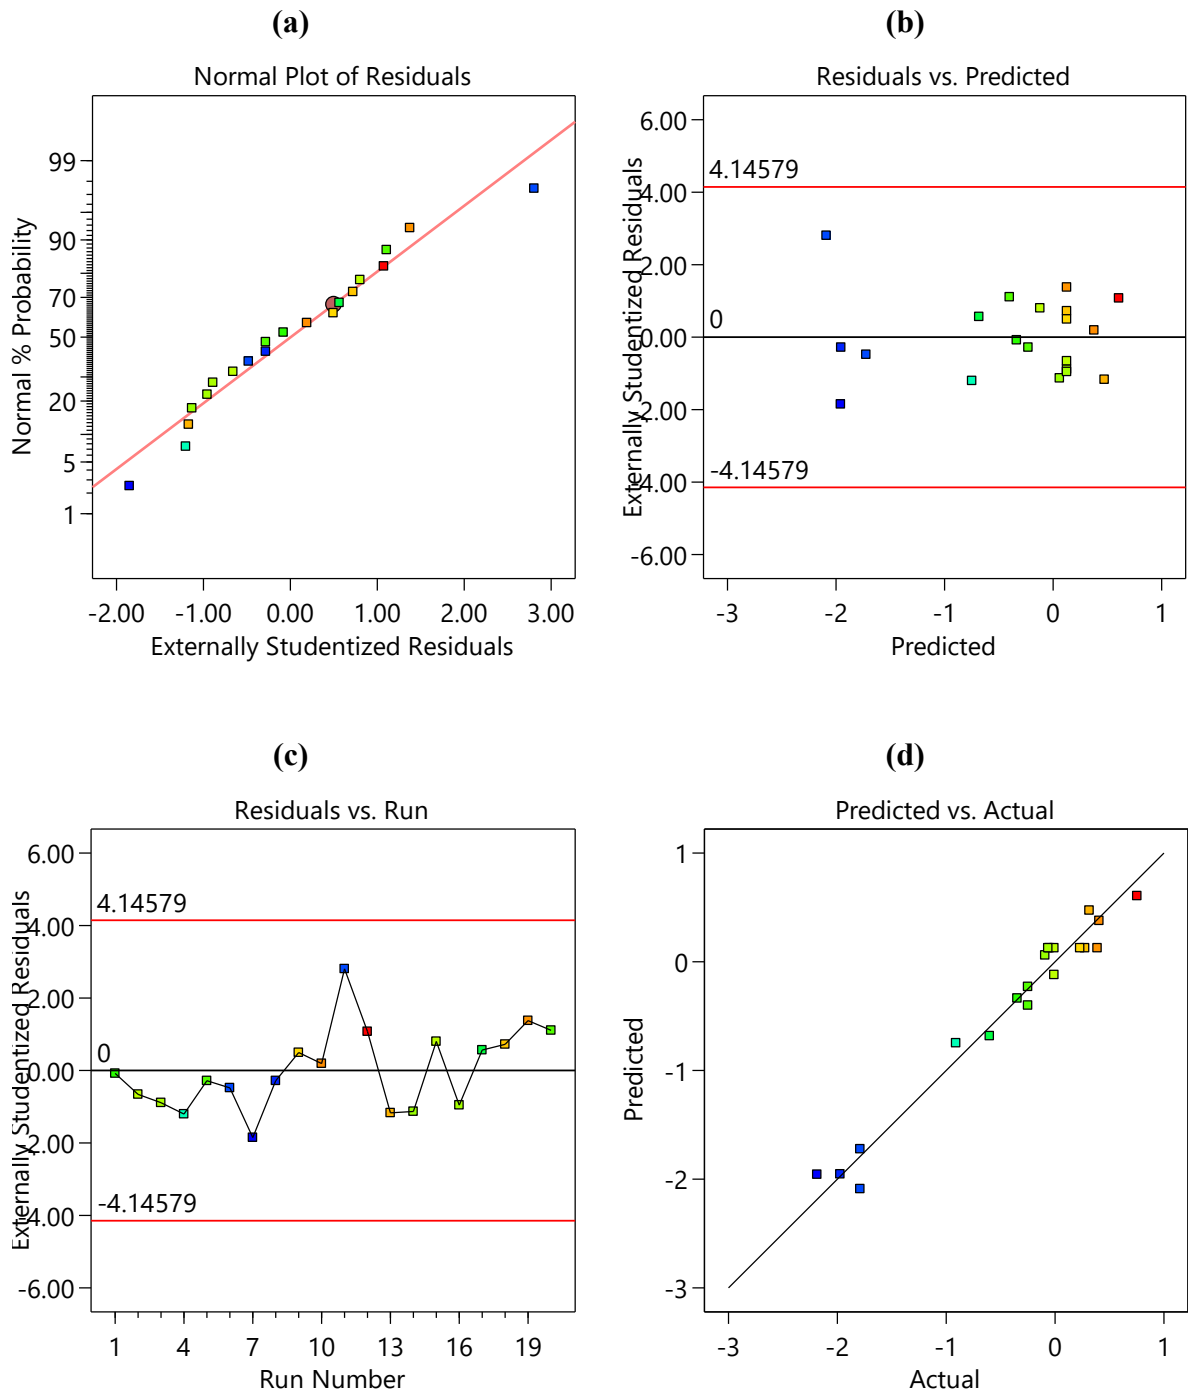 (a)
Normal Plot of Residuals
Normal % Probability
99
90
70
50
20
5
1
-2.00 -1.00 0.00 1.00 2.00 3.00
Externally Studentized Residuals
(b)
Residuals vs. Predicted
Externally Studentized Residuals
6.00
4.00
2.00
0.00
-2.00
-4.00
-6.00
4.14579
0
-4.14579
-3 -2 -1 0 1
Predicted
(c)
Residuals vs. Run
Externally Studentized Residuals
6.00
4.00
2.00
0.00
-2.00
-4.00
-6.00
4.14579
0
-4.14579
1 4 7 10 13 16 19
Run Number
(d)
Predicted vs. Actual
Predicted
1
0
-1
-2
-3
-3 -2 -1 0 1
Actual